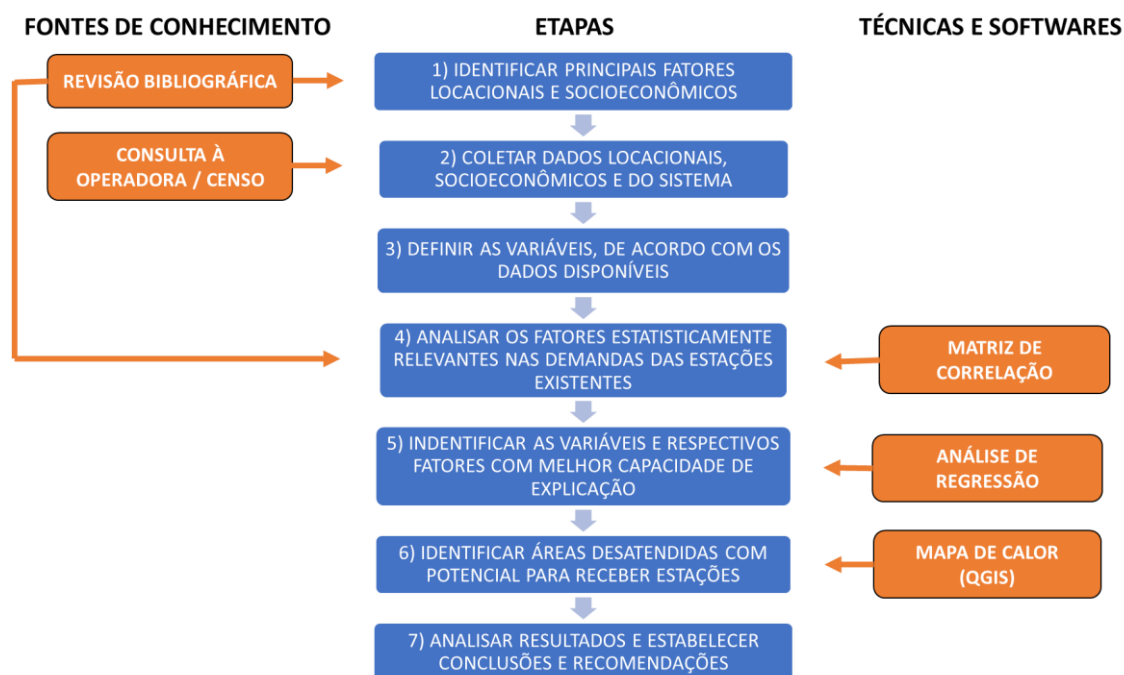 FONTES DE CONHECIMENTO
ETAPAS
TÉCNICAS E SOFTWARES
REVISÃO BIBLIOGRÁFICA
1) IDENTIFICAR PRINCIPAIS FATORES
LOCACIONAIS E SOCIOECONÔMICOS
CONSULTA À
OPERADORA / CENSO
2) COLETAR DADOS LOCACIONAIS,
SOCIOECONÔMICOS E DO SISTEMA
3) DEFINIR AS VARIÁVEIS, DE ACORDO COM OS
DADOS DISPONÍVEIS
4) ANALISAR OS FATORES ESTATISTICAMENTE
RELEVANTES NAS DEMANDAS DAS ESTAÇÕES
EXISTENTES
MATRIZ DE
CORRELAÇÃO
5) INDENTIFICAR AS VARIÁVEIS E RESPECTIVOS
FATORES COM MELHOR CAPACIDADE DE
EXPLICAÇÃO
ANÁLISE DE
REGRESSÃO
6) IDENTIFICAR ÁREAS DESATENDIDAS COM
POTENCIAL PARA RECEBER ESTAÇÕES
MAPA DE CALOR
(QGIS)
7) ANALISAR RESULTADOS E ESTABELECER
CONCLUSÕES E RECOMENDAÇÕES